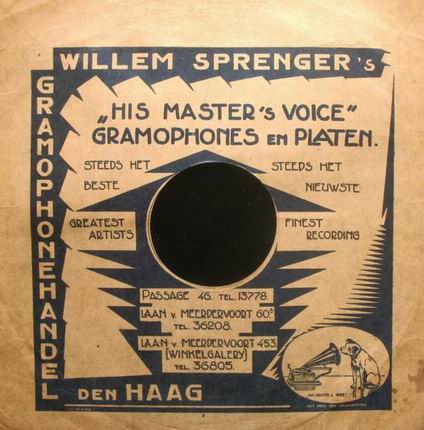 WILLEM SPRENGER's
GRAMOPHONEHANDEL
„HIS MASTER's VOICE"
GRAMOPHONES EN PLATEN.
STEEDS HET
BESTE
STEEDS HET
NIEUWSTE
GREATEST
ARTISTS
FINEST
RECORDING
PASSAGE 46. TEL. 13778.
LAAN v. MEERDERVOORT 60ᴬ
TEL. 36208.
LAAN v. MEERDERVOORT 453.
(WINKELGALERY)
TEL. 36805.
DEN HAAG
"HIS MASTER'S VOICE"